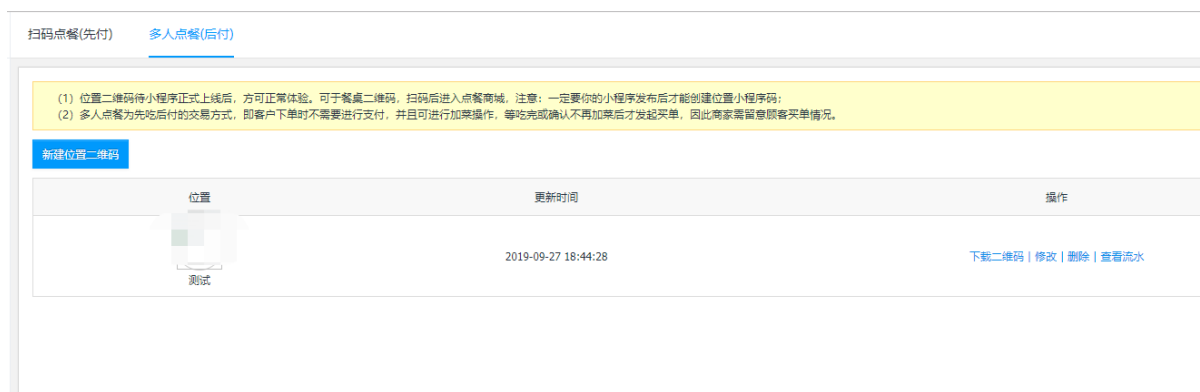 扫码点餐(先付) 多人点餐(后付)
(1) 位置二维码待小程序正式上线后，方可正常体验。可于餐桌二维码，扫码后进入点餐商城，注意：一定要你的小程序发布后才能创建位置小程序码；
(2) 多人点餐为先吃后付的交易方式，即客户下单时不需要进行支付，并且可进行加菜操作，等吃完或确认不再加菜后才发起买单，因此商家需留意顾客买单情况。
新建位置二维码
位置 更新时间 操作
2019-09-27 18:44:28 下载二维码 | 修改 | 删除 | 查看流水
测试